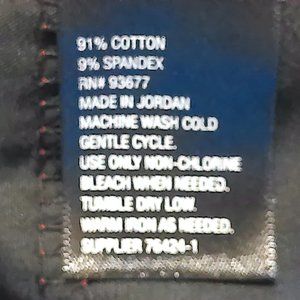 91% COTTON
9% SPANDEX
RN# 93677
MADE IN JORDAN
MACHINE WASH COLD
GENTLE CYCLE.
USE ONLY NON-CHLORINE
BLEACH WHEN NEEDED.
TUMBLE DRY LOW.
WARM IRON AS NEEDED.
SUPPLIER 76424-1